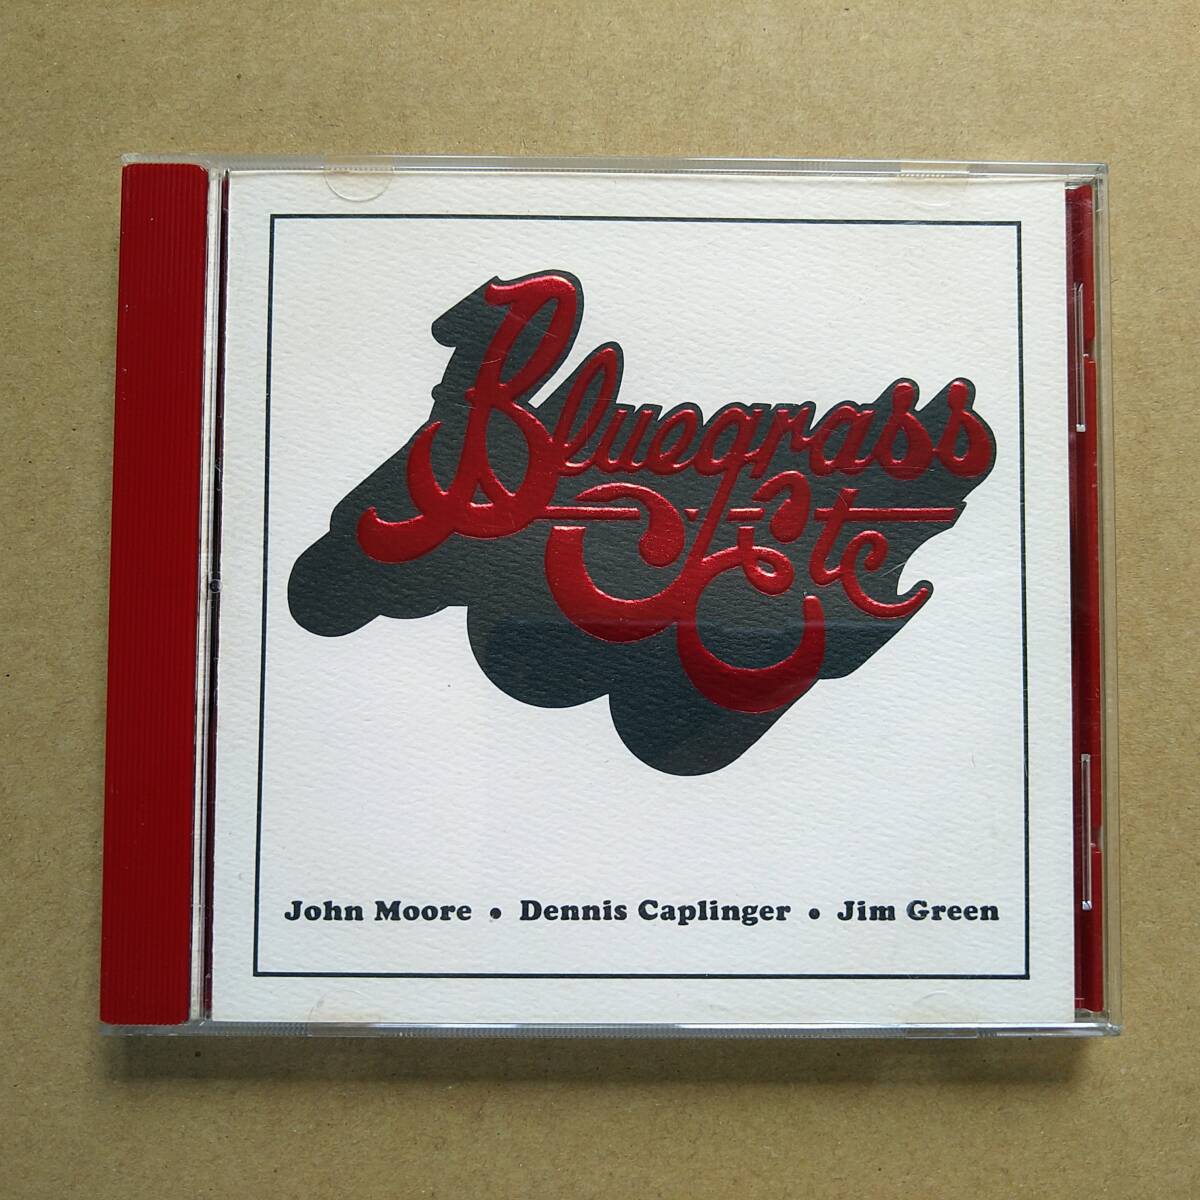 Bluegrass
Etc
John Moore • Dennis Caplinger • Jim Green